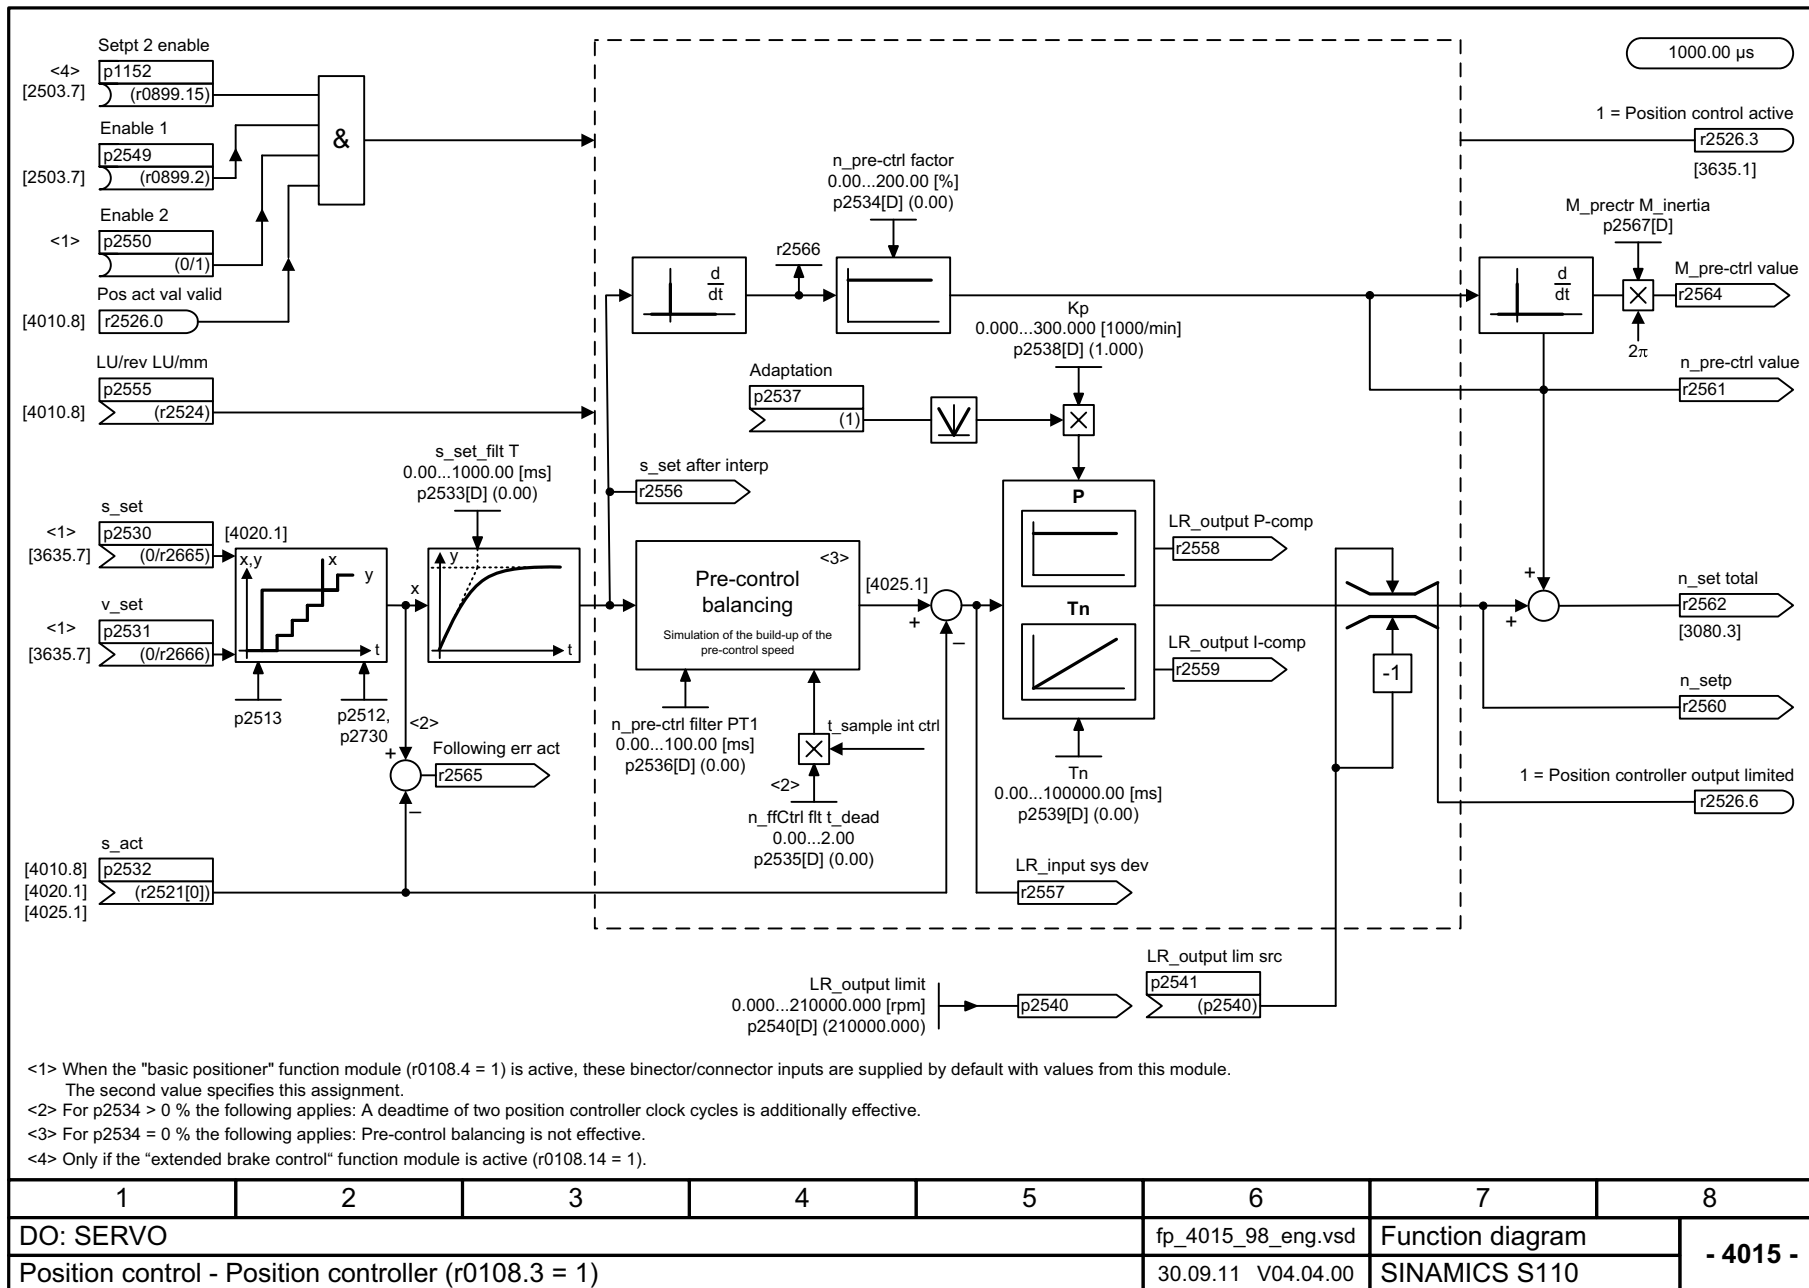 Setpt 2 enable
<4>
[2503.7]
p1152
(r0899.15)
Enable 1
[2503.7]
p2549
(r0899.2)
Enable 2
<1>
p2550
(0/1)
Pos act val valid
[4010.8]
r2526.0
&
LU/rev LU/mm
[4010.8]
p2555
(r2524)
s_set
<1>
[3635.7]
p2530
(0/r2665)
[4020.1]
v_set
<1>
[3635.7]
p2531
(0/r2666)
x,y
x
y
t
p2513
p2512,
p2730
s_set_filt T
0.00...1000.00 [ms]
p2533[D] (0.00)
x
y
t
<2>
+
–
Following err act
r2565
s_act
[4010.8]
[4020.1]
[4025.1]
p2532
(r2521[0])
n_pre-ctrl factor
0.00...200.00 [%]
p2534[D] (0.00)
r2566
d
dt
Kp
0.000...300.000 [1000/min]
p2538[D] (1.000)
Adaptation
p2537
(1)
s_set after interp
r2556
<3>
Pre-control
balancing
Simulation of the build-up of the
pre-control speed
[4025.1]
+
–
n_pre-ctrl filter PT1
0.00...100.00 [ms]
p2536[D] (0.00)
t_sample int ctrl
<2>
n_ffCtrl flt t_dead
0.00...2.00
p2535[D] (0.00)
P
Tn
LR_output P-comp
r2558
LR_output I-comp
r2559
Tn
0.00...100000.00 [ms]
p2539[D] (0.00)
LR_input sys dev
r2557
LR_output limit
0.000...210000.000 [rpm]
p2540[D] (210000.000)
p2540
LR_output lim src
p2541
(p2540)
-1
1000.00 µs
1 = Position control active
r2526.3
[3635.1]
M_prectr M_inertia
p2567[D]
d
dt
2π
M_pre-ctrl value
r2564
n_pre-ctrl value
r2561
+
+
n_set total
r2562
[3080.3]
n_setp
r2560
1 = Position controller output limited
r2526.6
<1> When the "basic positioner" function module (r0108.4 = 1) is active, these binector/connector inputs are supplied by default with values from this module.
The second value specifies this assignment.
<2> For p2534 > 0 % the following applies: A deadtime of two position controller clock cycles is additionally effective.
<3> For p2534 = 0 % the following applies: Pre-control balancing is not effective.
<4> Only if the “extended brake control“ function module is active (r0108.14 = 1).
1 2 3 4 5 6 7 8
DO: SERVO
fp_4015_98_eng.vsd
Function diagram
- 4015 -
Position control - Position controller (r0108.3 = 1)
30.09.11 V04.04.00
SINAMICS S110